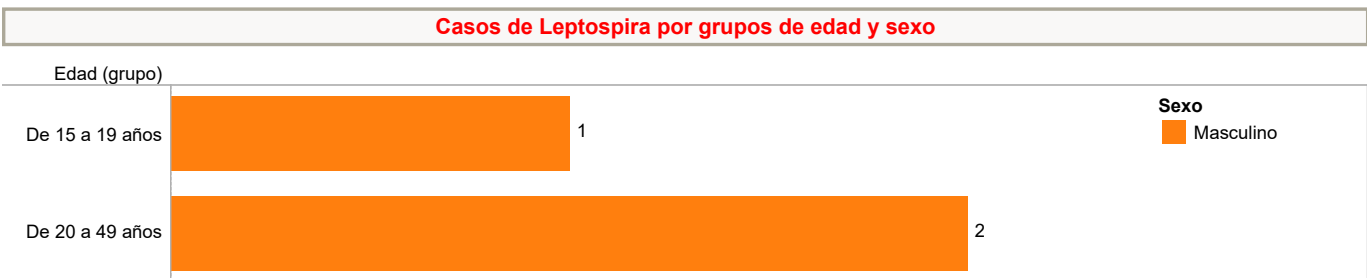 Casos de Leptospira por grupos de edad y sexo
Edad (grupo)
De 15 a 19 años
1
De 20 a 49 años
2
Sexo
Masculino